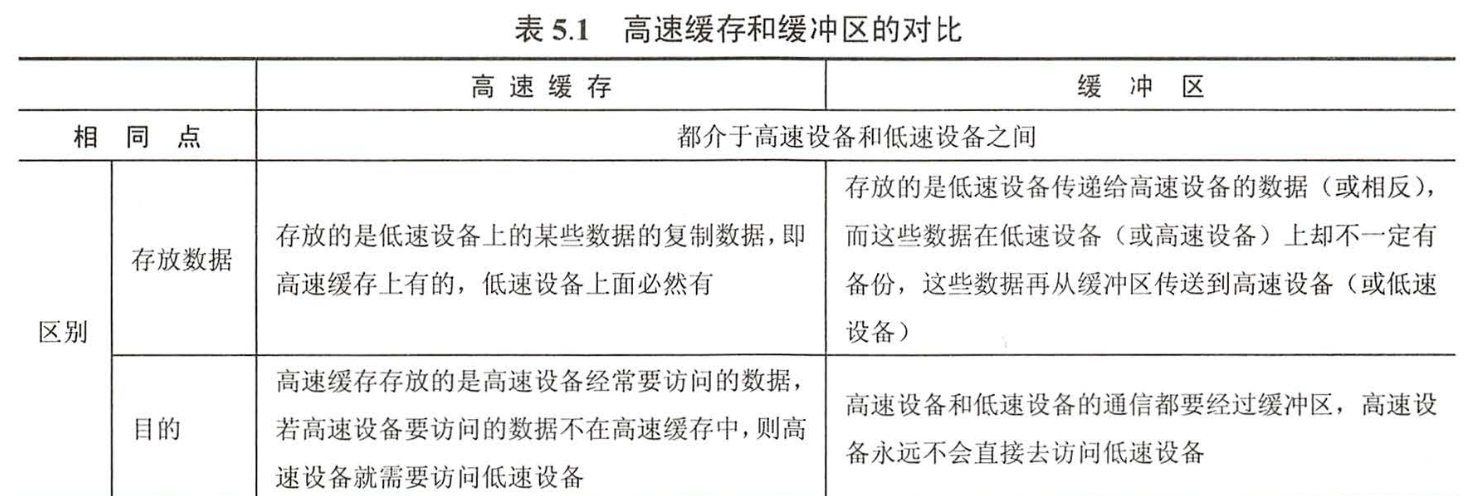 表 5.1 高速缓存和缓冲区的对比
高 速 缓 存
缓 冲 区
相 同 点
都介于高速设备和低速设备之间
区别
存放数据
存放的是低速设备上的某些数据的复制数据，即
高速缓存上有的，低速设备上面必然有
存放的是低速设备传递给高速设备的数据（或相反），
而这些数据在低速设备（或高速设备）上却不一定有
备份，这些数据再从缓冲区传送到高速设备（或低速
设备）
目的
高速缓存存放的是高速设备经常要访问的数据，
若高速设备要访问的数据不在高速缓存中，则高
速设备就需要访问低速设备
高速设备和低速设备的通信都要经过缓冲区，高速设
备永远不会直接去访问低速设备